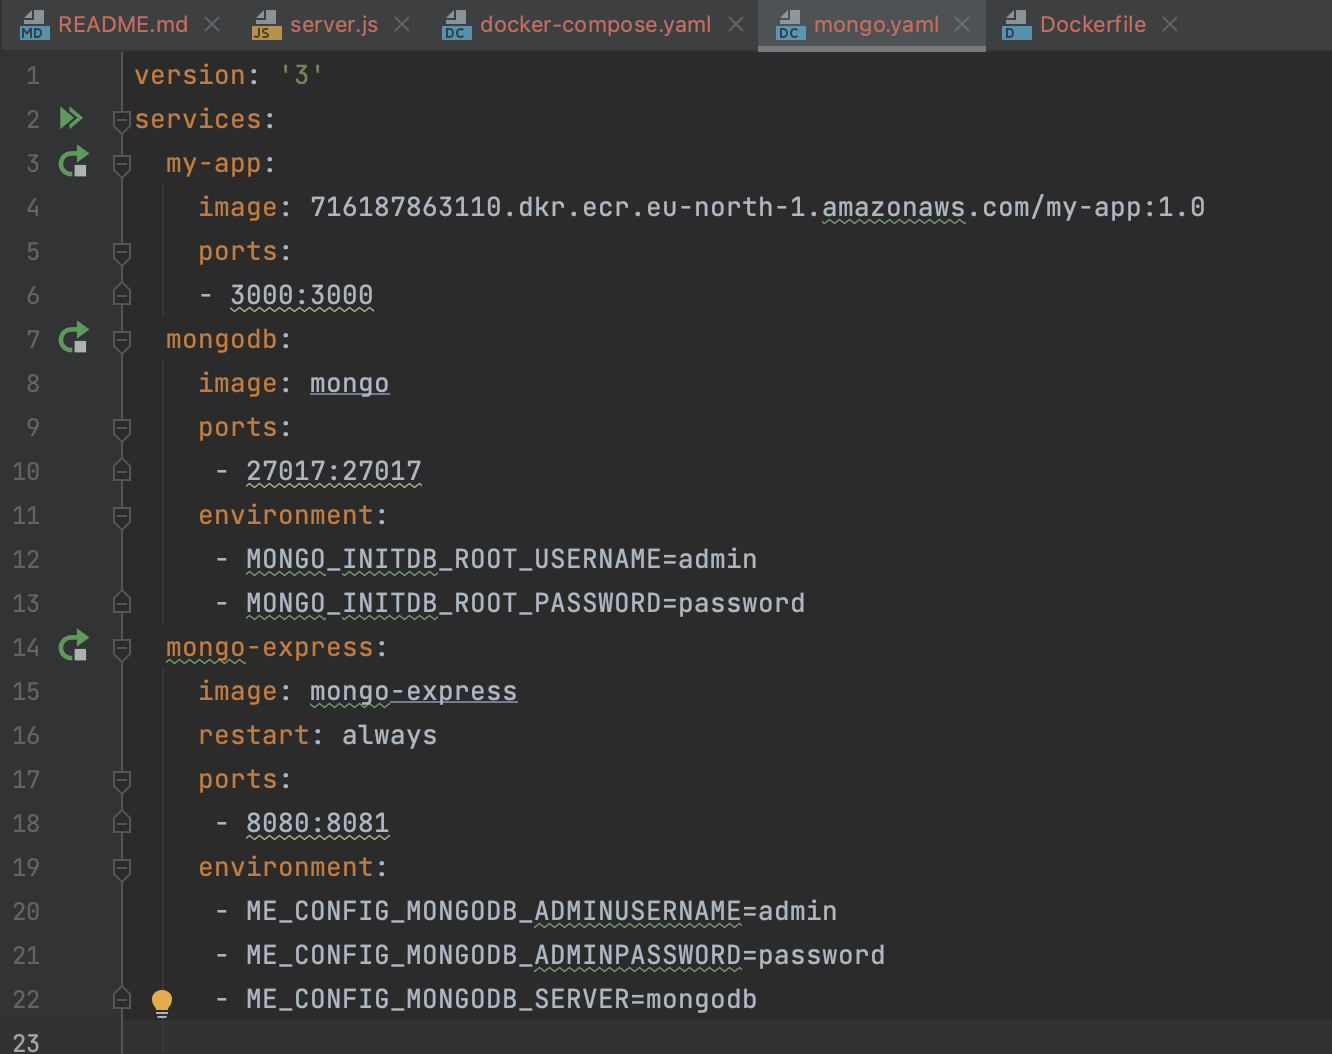 README.md server.js docker-compose.yaml mongo.yaml Dockerfile
MD JS DC DC D
1 version: '3'
2 services:
3 my-app:
4 image: 716187863110.dkr.ecr.eu-north-1.amazonaws.com/my-app:1.0
5 ports:
6 - 3000:3000
7 mongodb:
8 image: mongo
9 ports:
10 - 27017:27017
11 environment:
12 - MONGO_INITDB_ROOT_USERNAME=admin
13 - MONGO_INITDB_ROOT_PASSWORD=password
14 mongo-express:
15 image: mongo-express
16 restart: always
17 ports:
18 - 8080:8081
19 environment:
20 - ME_CONFIG_MONGODB_ADMINUSERNAME=admin
21 - ME_CONFIG_MONGODB_ADMINPASSWORD=password
22 - ME_CONFIG_MONGODB_SERVER=mongodb
23